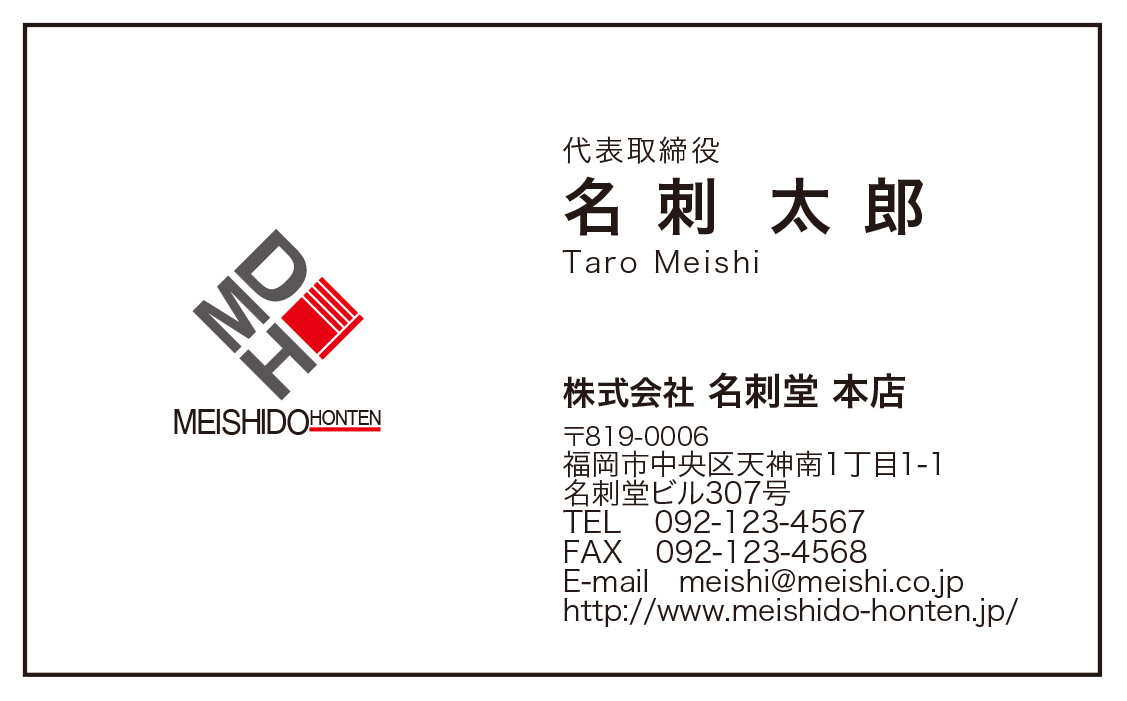 MD
H
MEISHIDO HONTEN
代表取締役
名刺 太郎
Taro Meishi
株式会社 名刺堂 本店
〒819-0006
福岡市中央区天神南1丁目1-1
名刺堂ビル307号
TEL　092-123-4567
FAX　092-123-4568
E-mail　meishi@meishi.co.jp
http://www.meishido-honten.jp/